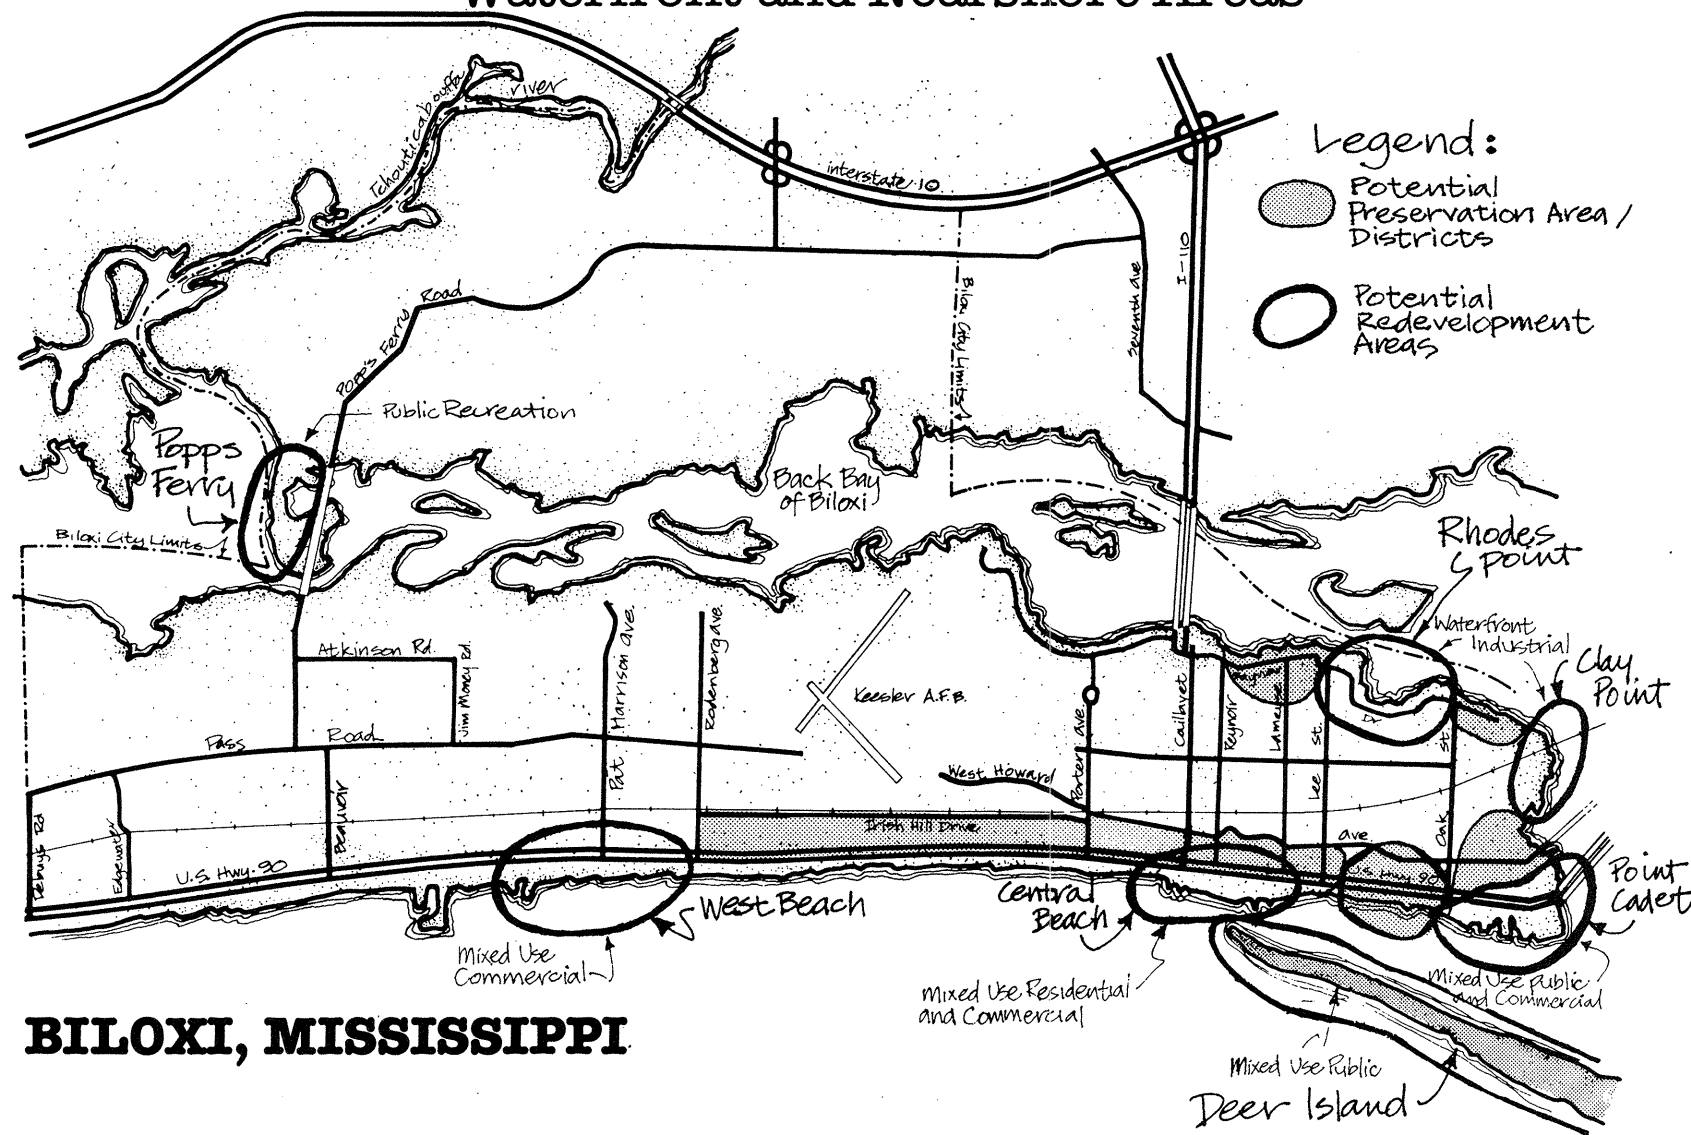 Waterfront and Nearshore Areas
Legend:
Potential
Preservation Area /
Districts
Potential
Redevelopment
Areas
Tchouticabouffa
river
interstate 10
I-110
Seventh Ave
Biloxi City Limits
Popp's Ferry
Road
Public Recreation
Popps
Ferry
Biloxi City Limits
Back Bay
of Biloxi
Rhodes
Point
Waterfront
Industrial
Clay
Point
Atkinson Rd.
Jim Money Rd.
Pat Harrison ave.
Rodenberg ave.
Keesler A.F.B.
Pass
Road
West Howard
Porter ave.
Caillavet
Reynoir
Lameuse
Lee st
Oak st
ave
Debuys Rd
Edgewater
Beauvoir
U.S. Hwy. 90
Irish Hill Drive
West Beach
Mixed Use
Commercial
Central
Beach
Mixed Use Residential
and Commercial
Point
Cadet
Mixed Use Public
and Commercial
Mixed Use Public
Deer Island
BILOXI, MISSISSIPPI